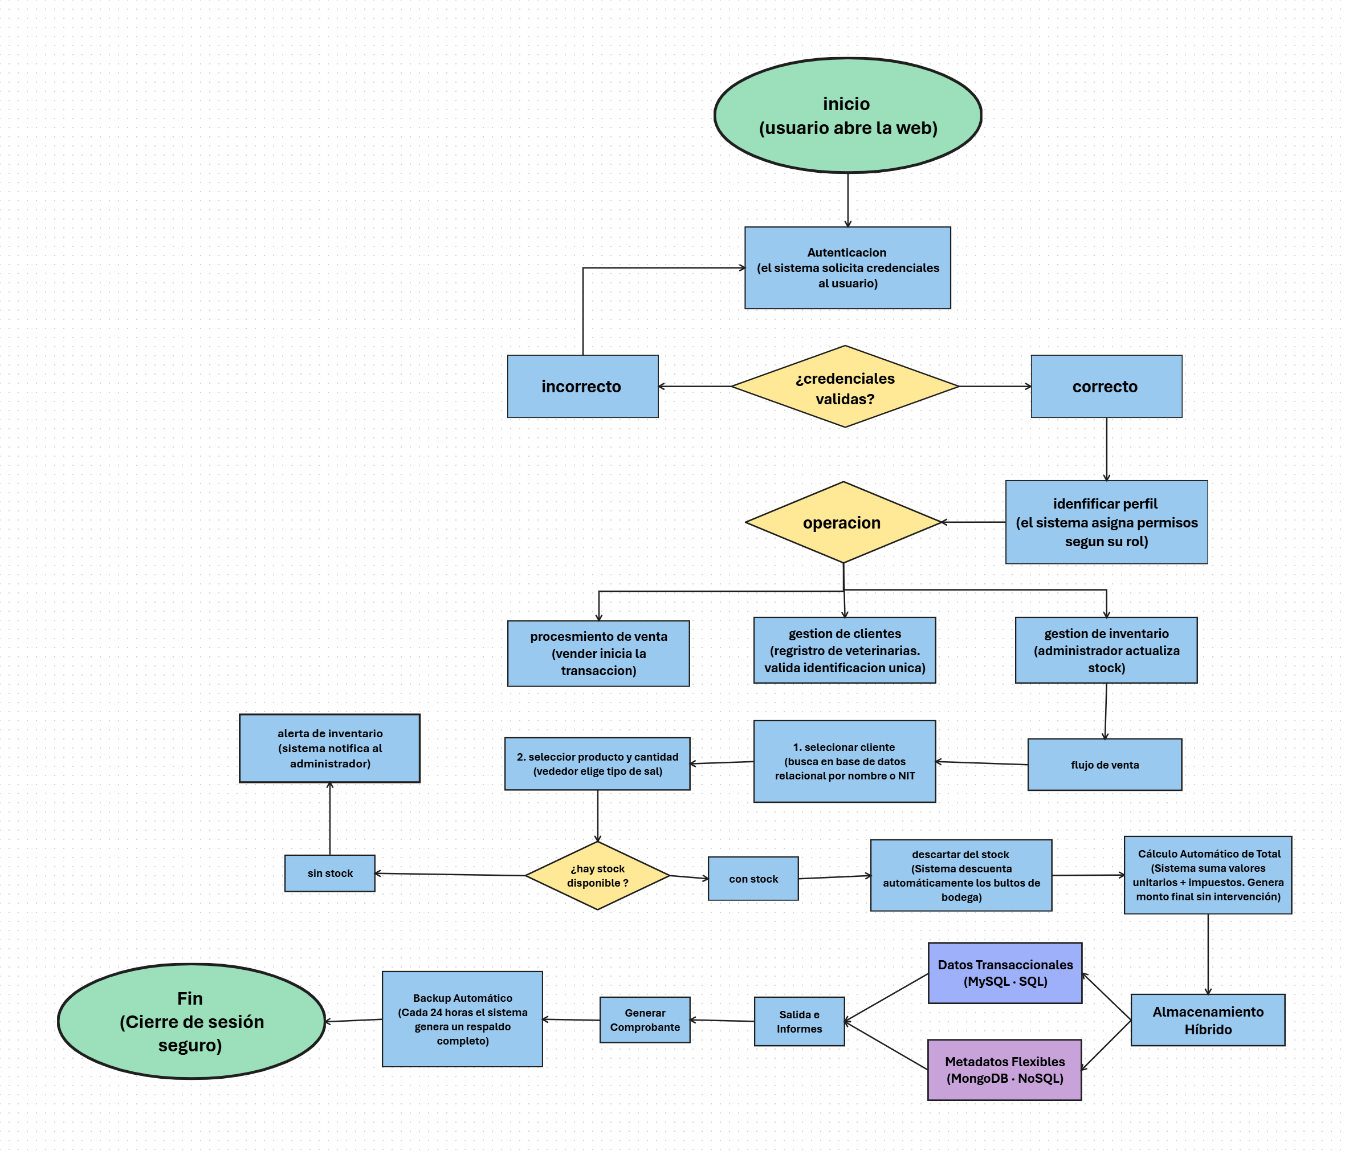 inicio
(usuario abre la web)
Autenticacion
(el sistema solicita credenciales
al usuario)
incorrecto
¿credenciales
validas?
correcto
operacion
idenfificar perfil
(el sistema asigna permisos
segun su rol)
procesmiento de venta
(vender inicia la
transaccion)
gestion de clientes
(regristro de veterinarias.
valida identificacion unica)
gestion de inventario
(administrador actualiza
stock)
alerta de inventario
(sistema notifica al
administrador)
2. seleccior producto y cantidad
(vededor elige tipo de sal)
1. selecionar cliente
(busca en base de datos
relacional por nombre o NIT
flujo de venta
sin stock
¿hay stock
disponible ?
con stock
descartar del stock
(Sistema descuenta
automáticamente los bultos de
bodega)
Cálculo Automático de Total
(Sistema suma valores
unitarios + impuestos. Genera
monto final sin intervención)
Fin
(Cierre de sesión
seguro)
Backup Automático
(Cada 24 horas el sistema
genera un respaldo
completo)
Generar
Comprobante
Salida e
Informes
Datos Transaccionales
(MySQL · SQL)
Metadatos Flexibles
(MongoDB · NoSQL)
Almacenamiento
Híbrido